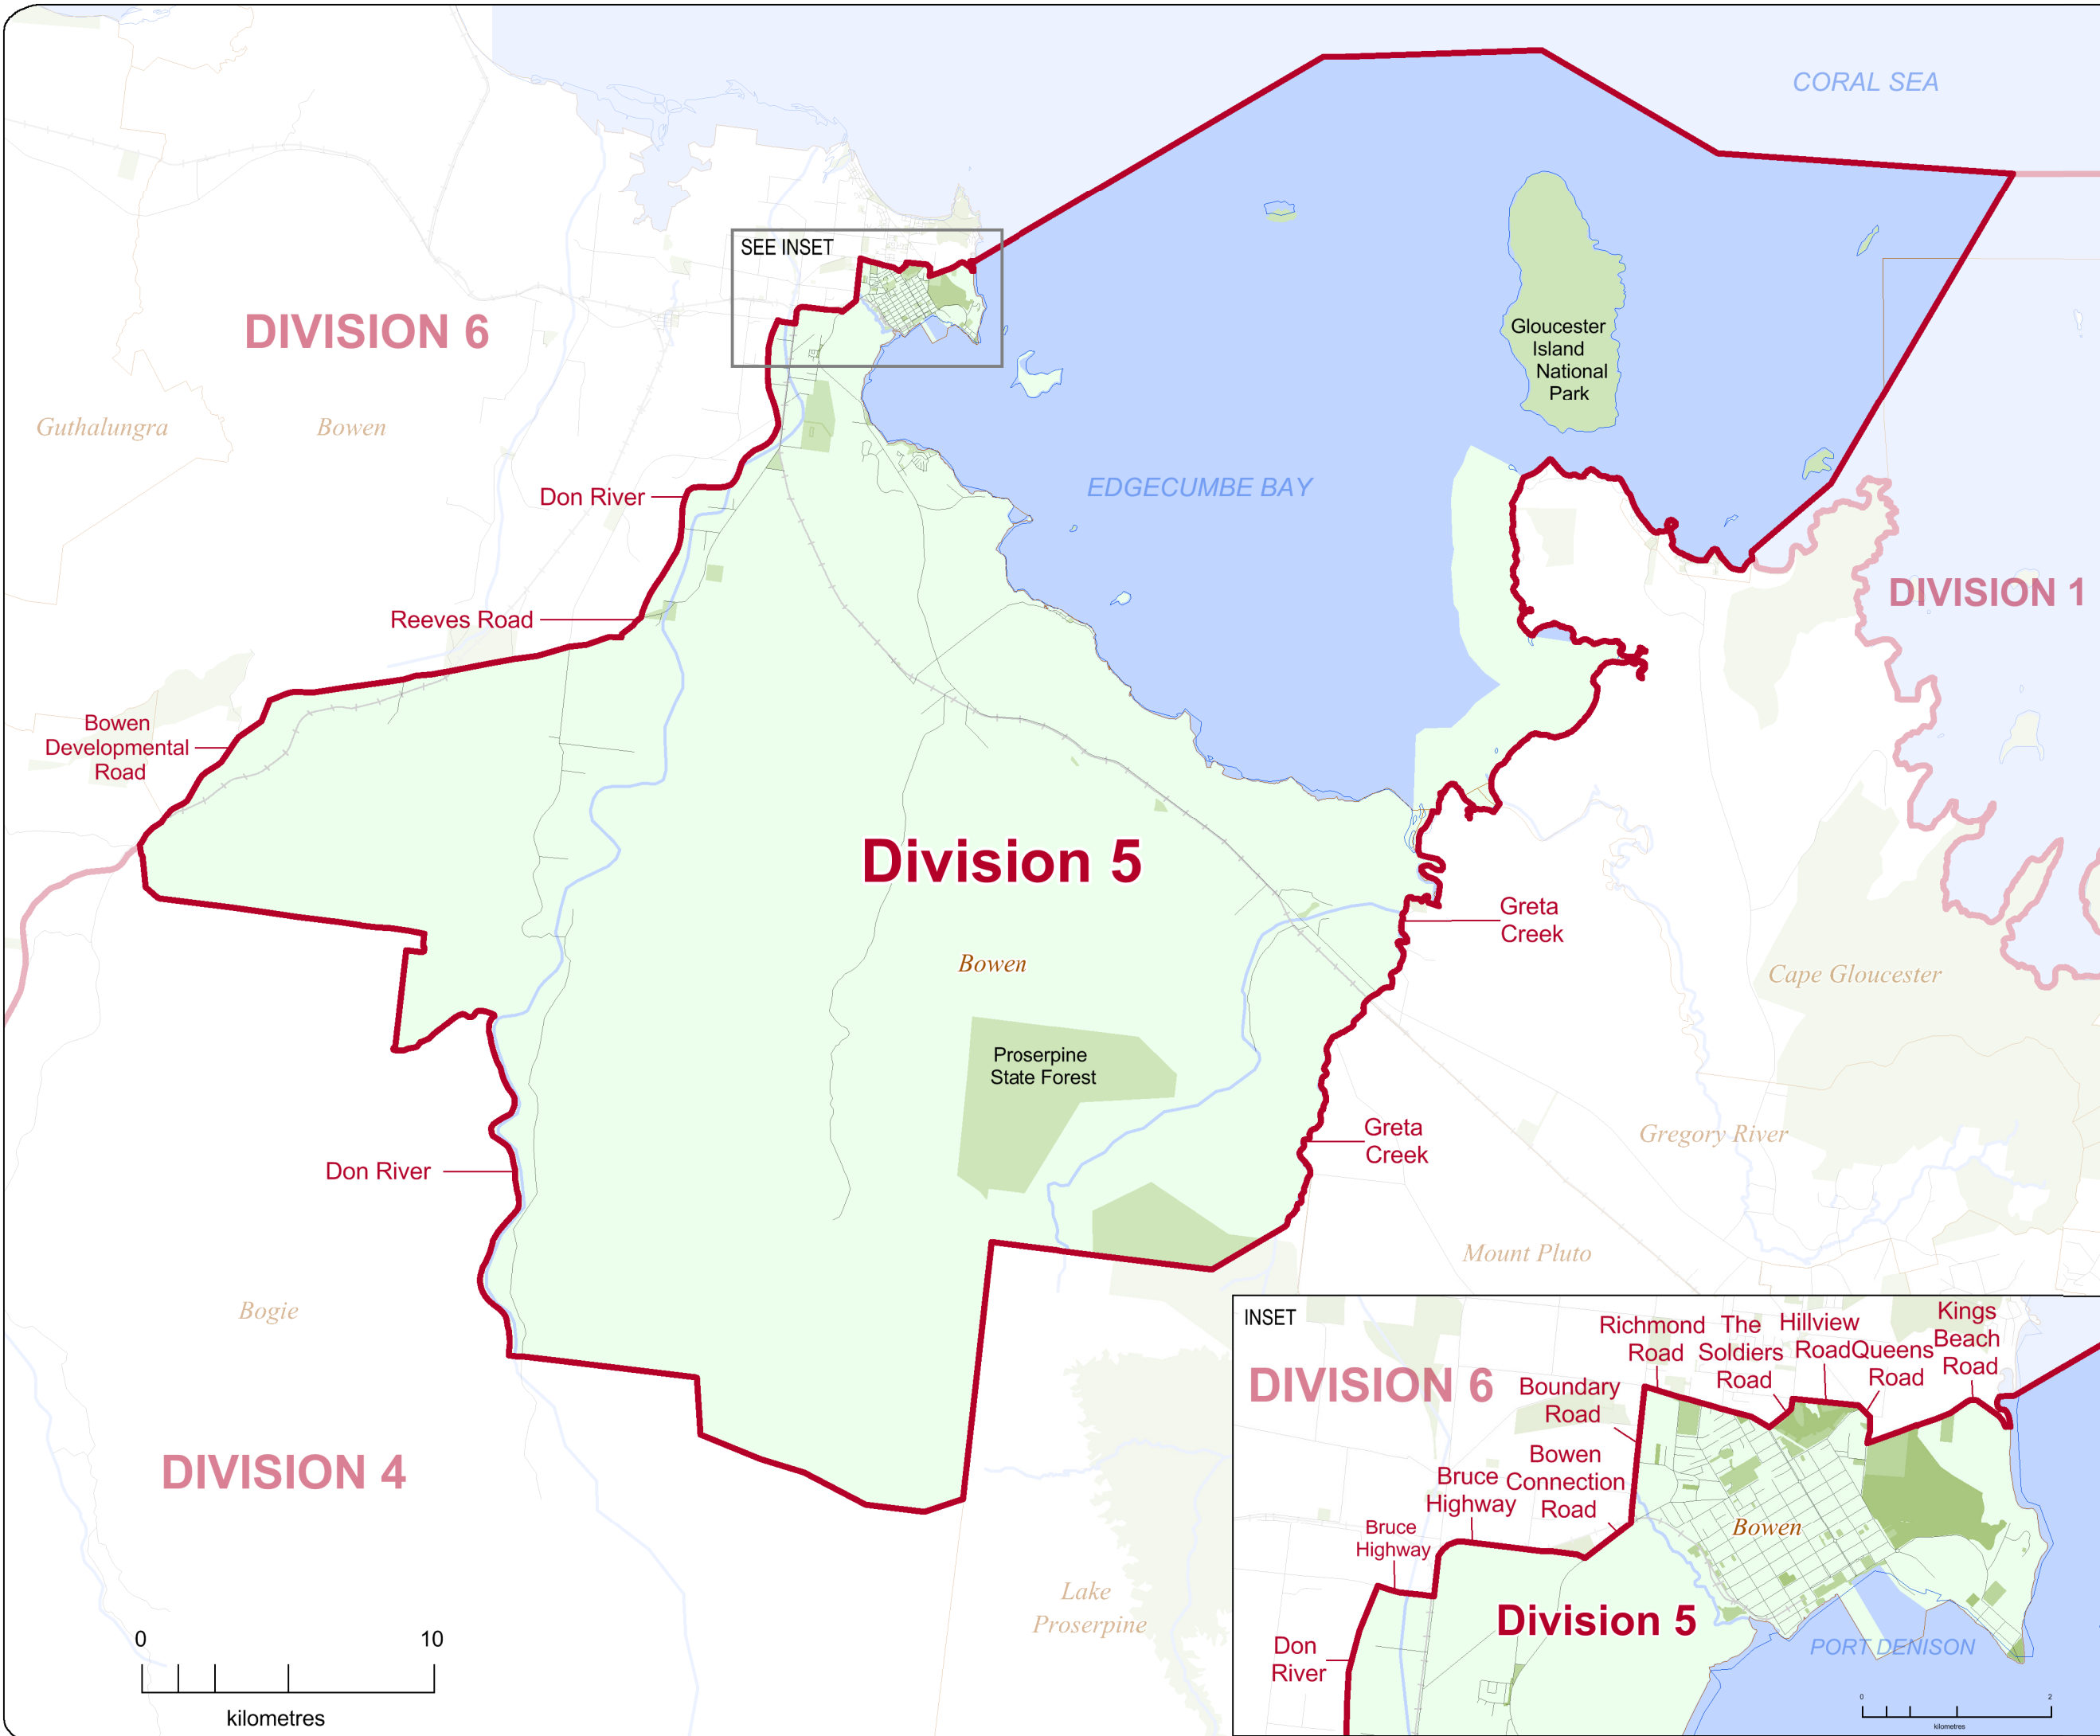 CORAL SEA
SEE INSET
DIVISION 6
Gloucester
Island
National
Park
Guthalungra
Bowen
EDGECUMBE BAY
Don River
DIVISION 1
Reeves Road
Bowen
Developmental
Road
Division 5
Greta
Creek
Bowen
Cape Gloucester
Proserpine
State Forest
Greta
Creek
Gregory River
Don River
Mount Pluto
Bogie
DIVISION 4
Lake
Proserpine
0 10
kilometres
INSET
DIVISION 6
Richmond
Road
The
Soldiers
Road
Hillview
Road
Queens
Road
Kings
Beach
Road
Boundary
Road
Bowen
Connection
Road
Bruce
Highway
Bruce
Highway
Bowen
Division 5
Don
River
PORT DENISON
0 2
kilometres